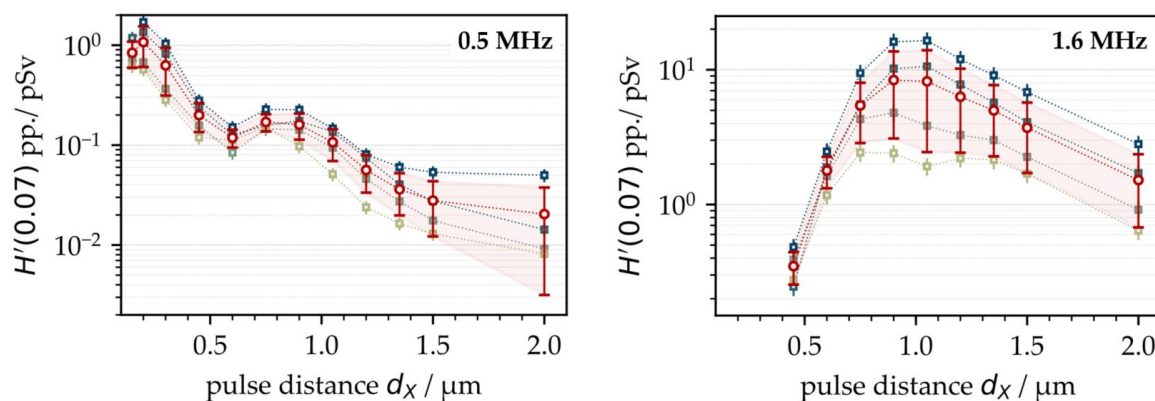 H′(0.07) pp./ pSv
10⁰
10⁻¹
10⁻²
0.5 MHz
0.5 1.0 1.5 2.0
pulse distance dₓ / μm
H′(0.07) pp./ pSv
10¹
10⁰
1.6 MHz
0.5 1.0 1.5 2.0
pulse distance dₓ / μm